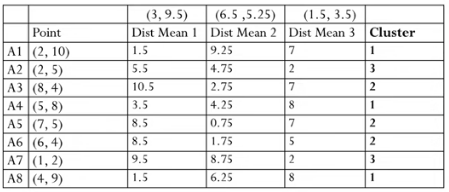 (3, 9.5) (6.5 ,5.25) (1.5, 3.5)
Point Dist Mean 1 Dist Mean 2 Dist Mean 3 Cluster
A1 (2, 10) 1.5 9.25 7 1
A2 (2, 5) 5.5 4.75 2 3
A3 (8, 4) 10.5 2.75 7 2
A4 (5, 8) 3.5 4.25 8 1
A5 (7, 5) 8.5 0.75 7 2
A6 (6, 4) 8.5 1.75 5 2
A7 (1, 2) 9.5 8.75 2 3
A8 (4, 9) 1.5 6.25 8 1